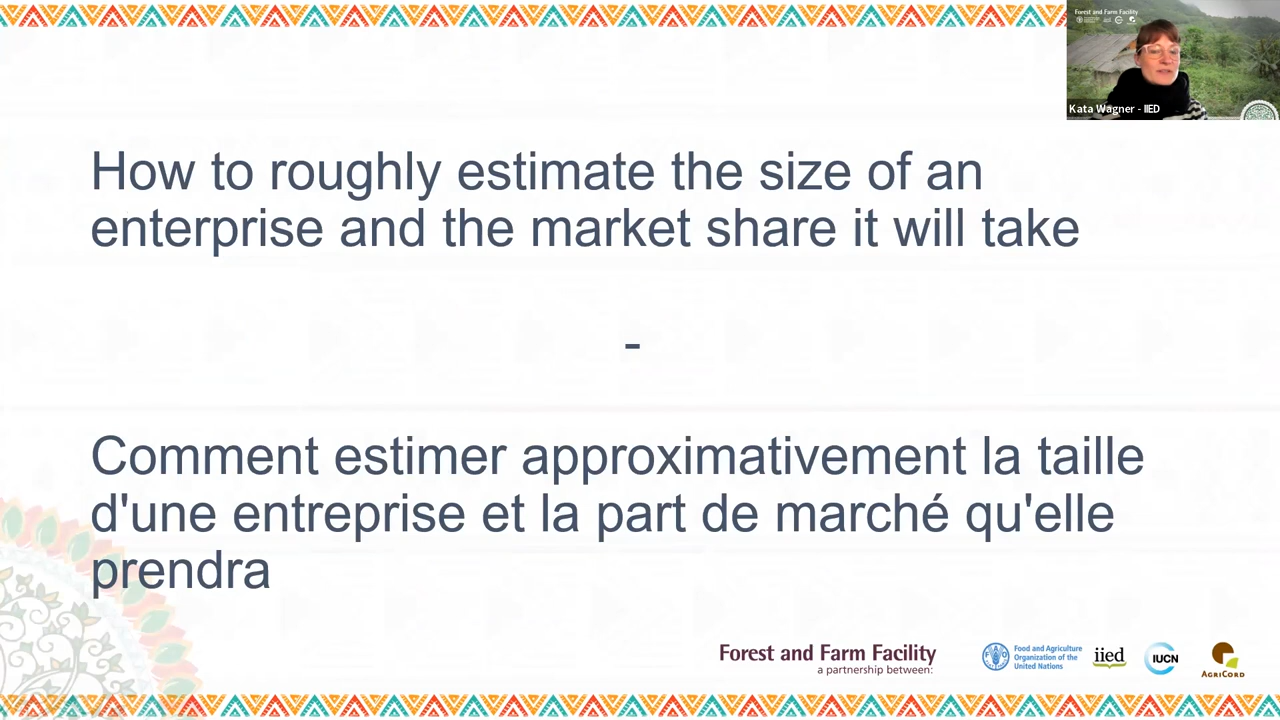 Forest and Farm Facility
Kata Wagner - IIED
How to roughly estimate the size of an
enterprise and the market share it will take
-
Comment estimer approximativement la taille
d'une entreprise et la part de marché qu'elle
prendra
Forest and Farm Facility
a partnership between:
Food and Agriculture
Organization of the
United Nations
iied
IUCN
AGRICORD